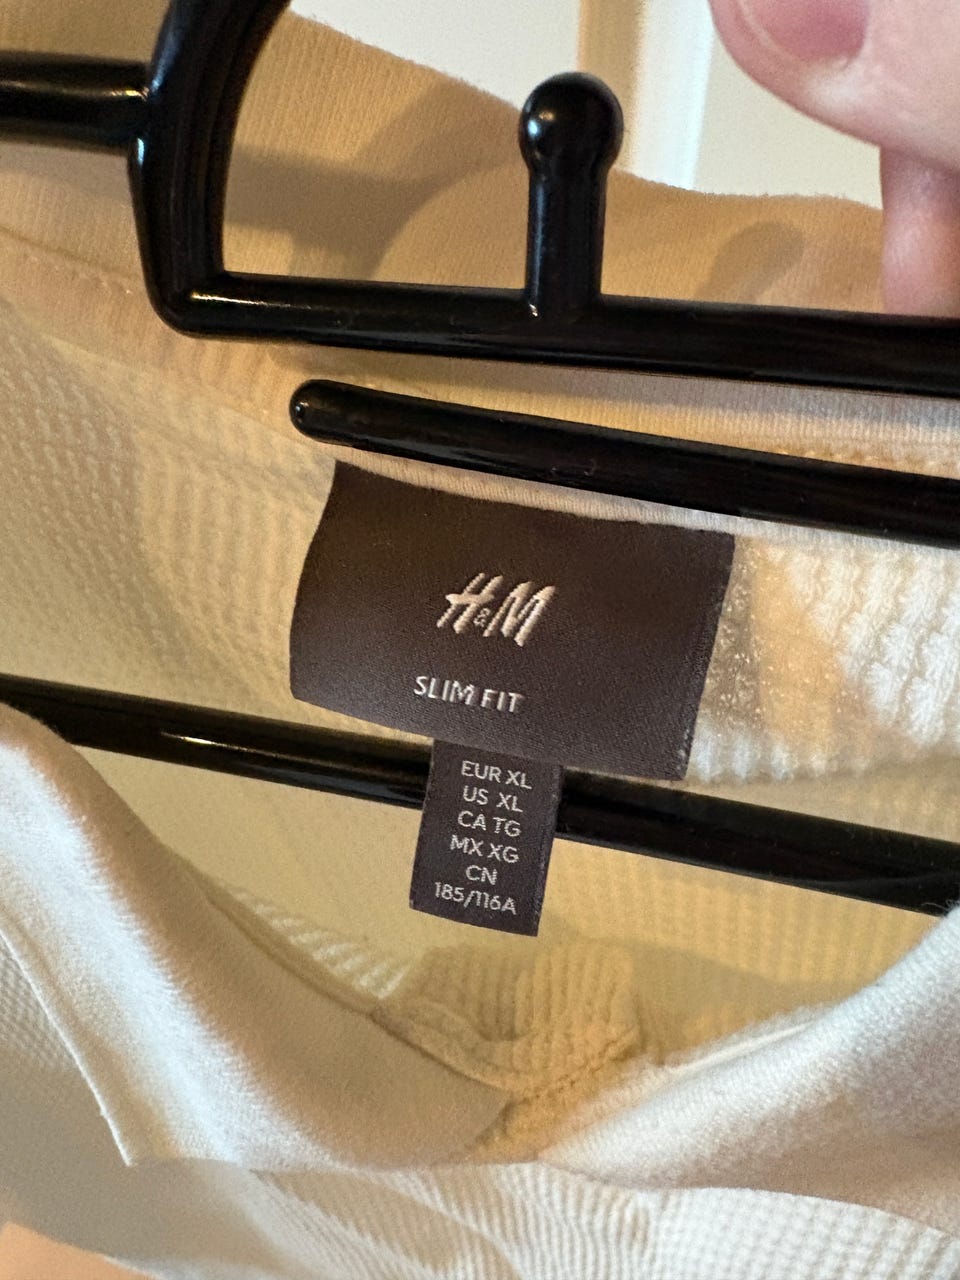 H&M
SLIM FIT
EUR XL
US XL
CA TG
MX XG
CN
185/116A